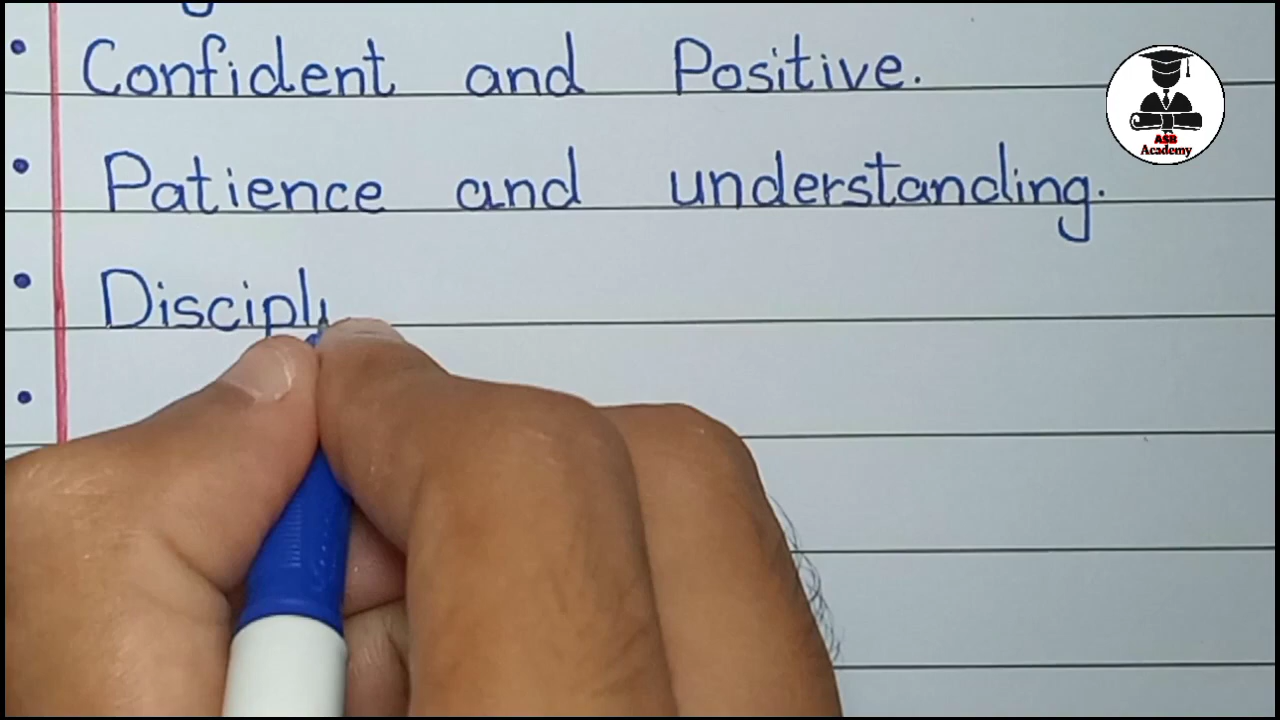 • Confident and Positive.
• Patience and understanding.
• Discipl
•
ASB
Academy